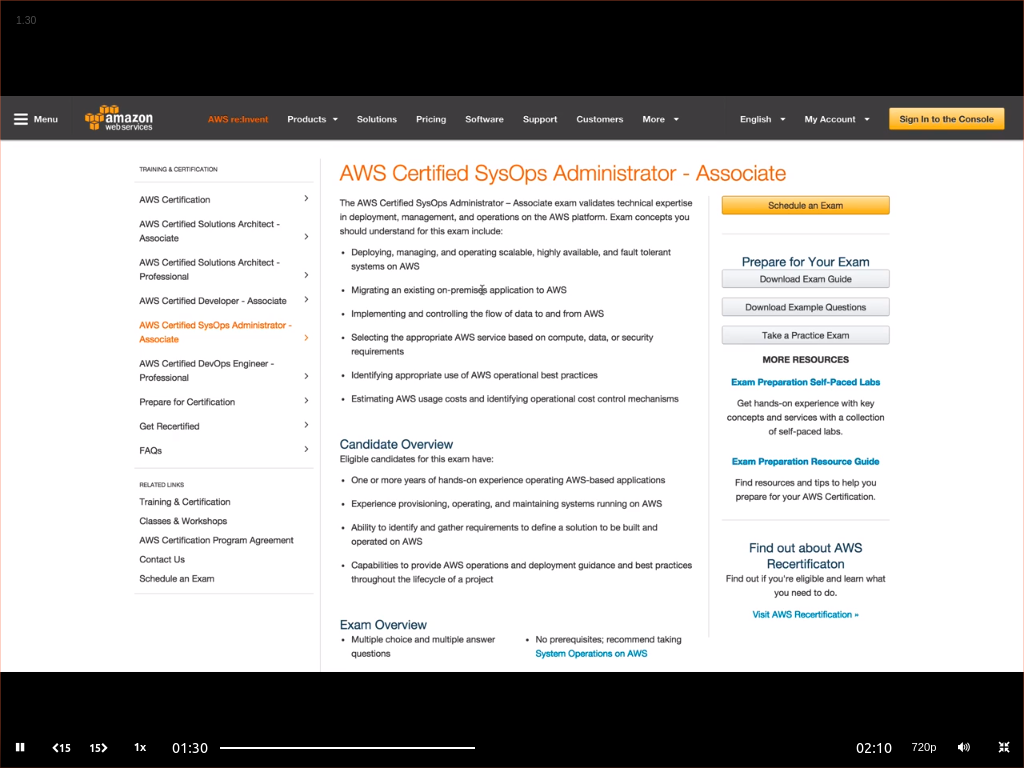 1.30
Menu
amazon
webservices
AWS re:Invent
Products
Solutions
Pricing
Software
Support
Customers
More
English
My Account
Sign In to the Console
TRAINING & CERTIFICATION
AWS Certification
AWS Certified Solutions Architect -
Associate
AWS Certified Solutions Architect -
Professional
AWS Certified Developer - Associate
AWS Certified SysOps Administrator -
Associate
AWS Certified DevOps Engineer -
Professional
Prepare for Certification
Get Recertified
FAQs
RELATED LINKS
Training & Certification
Classes & Workshops
AWS Certification Program Agreement
Contact Us
Schedule an Exam
AWS Certified SysOps Administrator - Associate
The AWS Certified SysOps Administrator – Associate exam validates technical expertise
in deployment, management, and operations on the AWS platform. Exam concepts you
should understand for this exam include:
• Deploying, managing, and operating scalable, highly available, and fault tolerant
systems on AWS
• Migrating an existing on-premises application to AWS
• Implementing and controlling the flow of data to and from AWS
• Selecting the appropriate AWS service based on compute, data, or security
requirements
• Identifying appropriate use of AWS operational best practices
• Estimating AWS usage costs and identifying operational cost control mechanisms
Candidate Overview
Eligible candidates for this exam have:
• One or more years of hands-on experience operating AWS-based applications
• Experience provisioning, operating, and maintaining systems running on AWS
• Ability to identify and gather requirements to define a solution to be built and
operated on AWS
• Capabilities to provide AWS operations and deployment guidance and best practices
throughout the lifecycle of a project
Exam Overview
• Multiple choice and multiple answer
questions
• No prerequisites; recommend taking
System Operations on AWS
Schedule an Exam
Prepare for Your Exam
Download Exam Guide
Download Example Questions
Take a Practice Exam
MORE RESOURCES
Exam Preparation Self-Paced Labs
Get hands-on experience with key
concepts and services with a collection
of self-paced labs.
Exam Preparation Resource Guide
Find resources and tips to help you
prepare for your AWS Certification.
Find out about AWS
Recertificaton
Find out if you're eligible and learn what
you need to do.
Visit AWS Recertification »
15
15
1x
01:30
02:10
720p